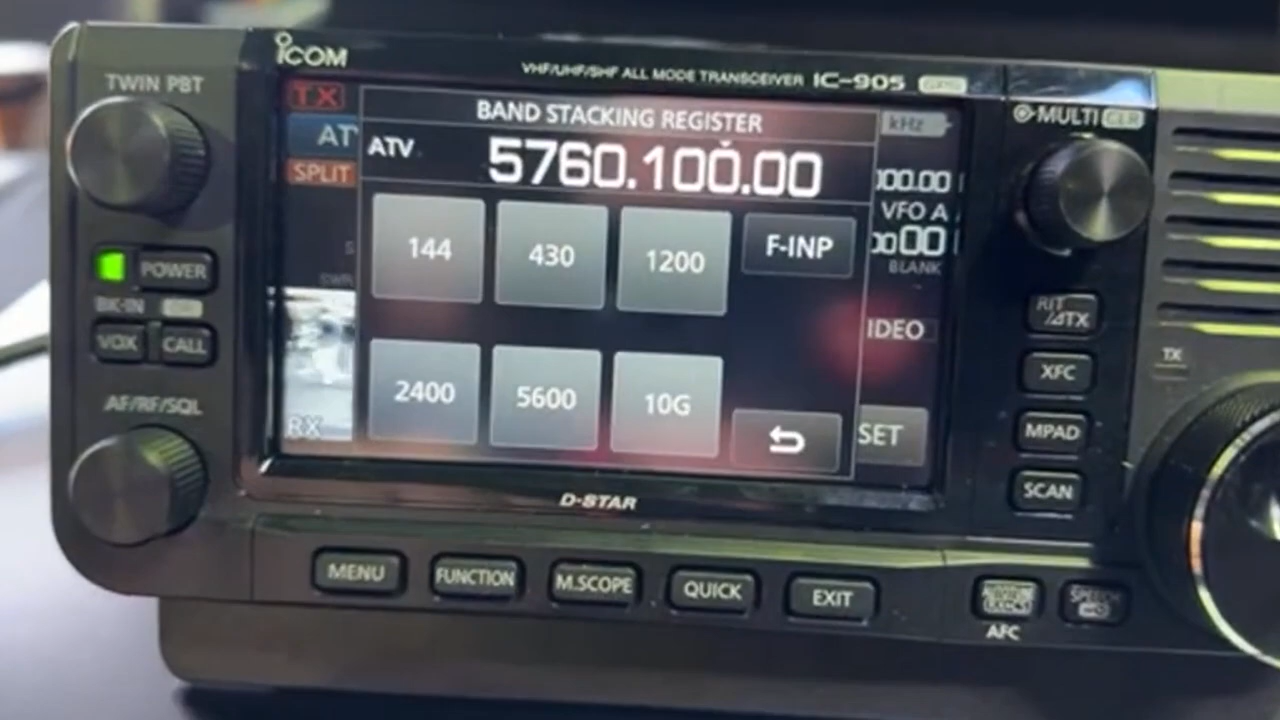 ICOM
VHF/UHF/SHF ALL MODE TRANSCEIVER IC-905
TWIN PBT
MULTI CLR
TX
BAND STACKING REGISTER
kHz
AT
ATV
5760.100.00
SPLIT
000.00
VFO A
00
BLANK
144
430
1200
F-INP
POWER
BK-IN
VOX
CALL
IDEO
RIT
/⊿TX
XFC
TX
AF/RF/SQL
2400
5600
10G
SET
RX
MPAD
SCAN
D-STAR
MENU
FUNCTION
M.SCOPE
QUICK
EXIT
SPEECH
AFC